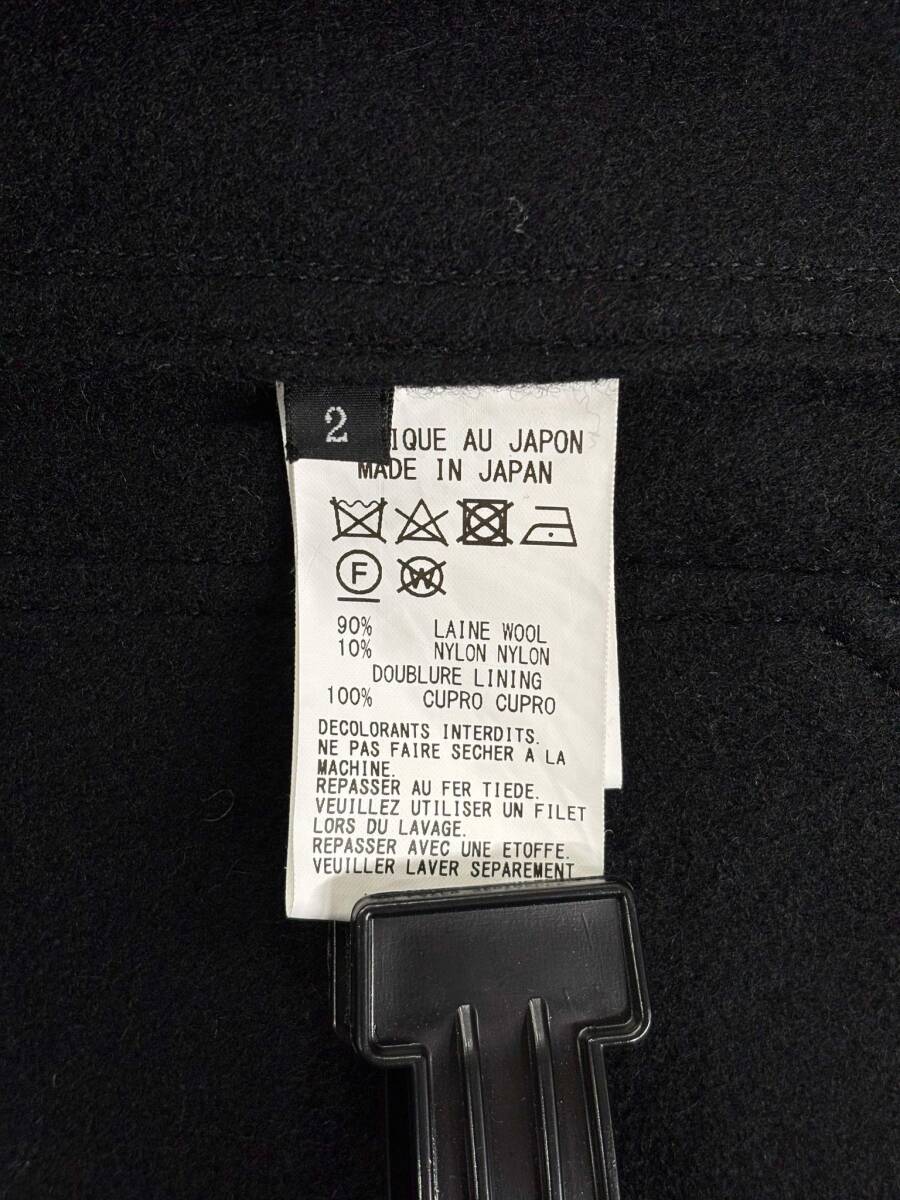 2
IQUE AU JAPON
MADE IN JAPAN
F
W
90% LAINE WOOL
10% NYLON NYLON
DOUBLURE LINING
100% CUPRO CUPRO
DECOLORANTS INTERDITS.
NE PAS FAIRE SECHER A LA
MACHINE.
REPASSER AU FER TIEDE.
VEUILLEZ UTILISER UN FILET
LORS DU LAVAGE.
REPASSER AVEC UNE ETOFFE.
VEUILLER LAVER SEPAREMENT